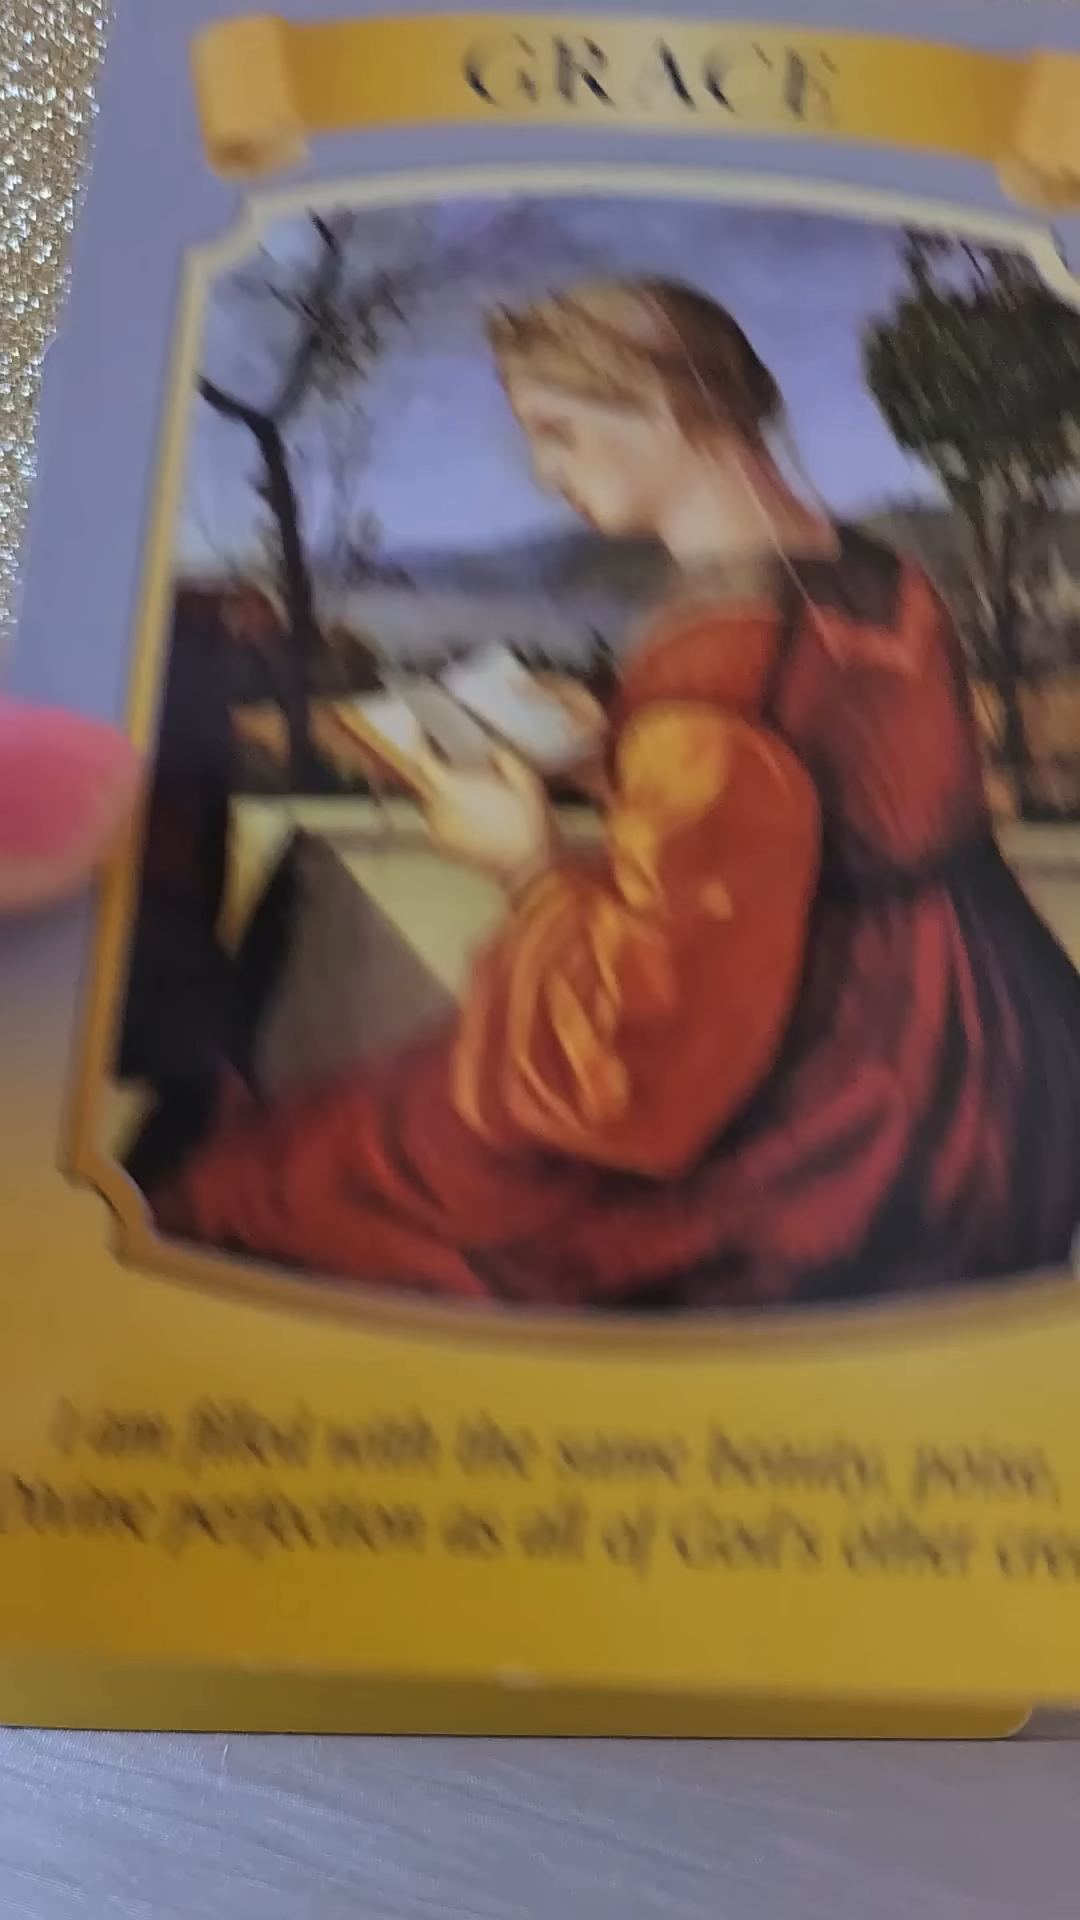 GRACE
I am filled with the same beauty, poise,
Divine perfection as all of God's other